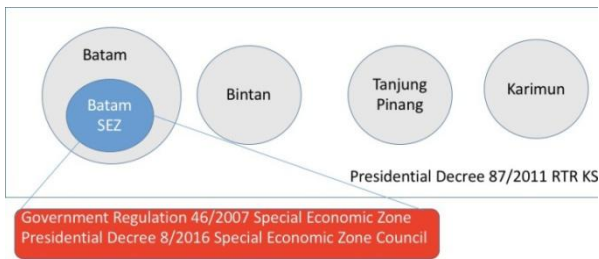 Batam
Batam
SEZ
Bintan
Tanjung
Pinang
Karimun
Presidential Decree 87/2011 RTR KS
Government Regulation 46/2007 Special Economic Zone
Presidential Decree 8/2016 Special Economic Zone Council